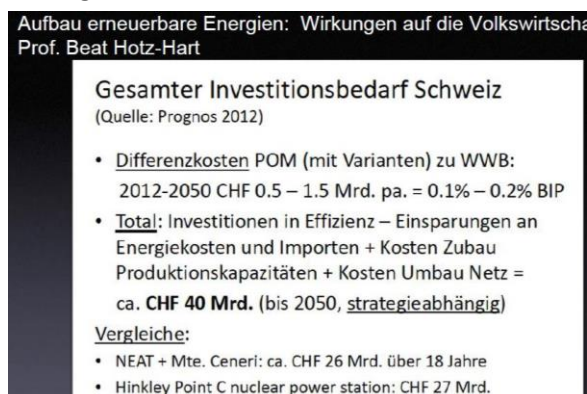 Aufbau erneuerbare Energien: Wirkungen auf die Volkswirtscha
Prof. Beat Hotz-Hart
Gesamter Investitionsbedarf Schweiz
(Quelle: Prognos 2012)
• Differenzkosten POM (mit Varianten) zu WWB:
2012-2050 CHF 0.5 – 1.5 Mrd. pa. = 0.1% – 0.2% BIP
• Total: Investitionen in Effizienz – Einsparungen an
Energiekosten und Importen + Kosten Zubau
Produktionskapazitäten + Kosten Umbau Netz =
ca. CHF 40 Mrd. (bis 2050, strategieabhängig)
Vergleiche:
• NEAT + Mte. Ceneri: ca. CHF 26 Mrd. über 18 Jahre
• Hinkley Point C nuclear power station: CHF 27 Mrd.